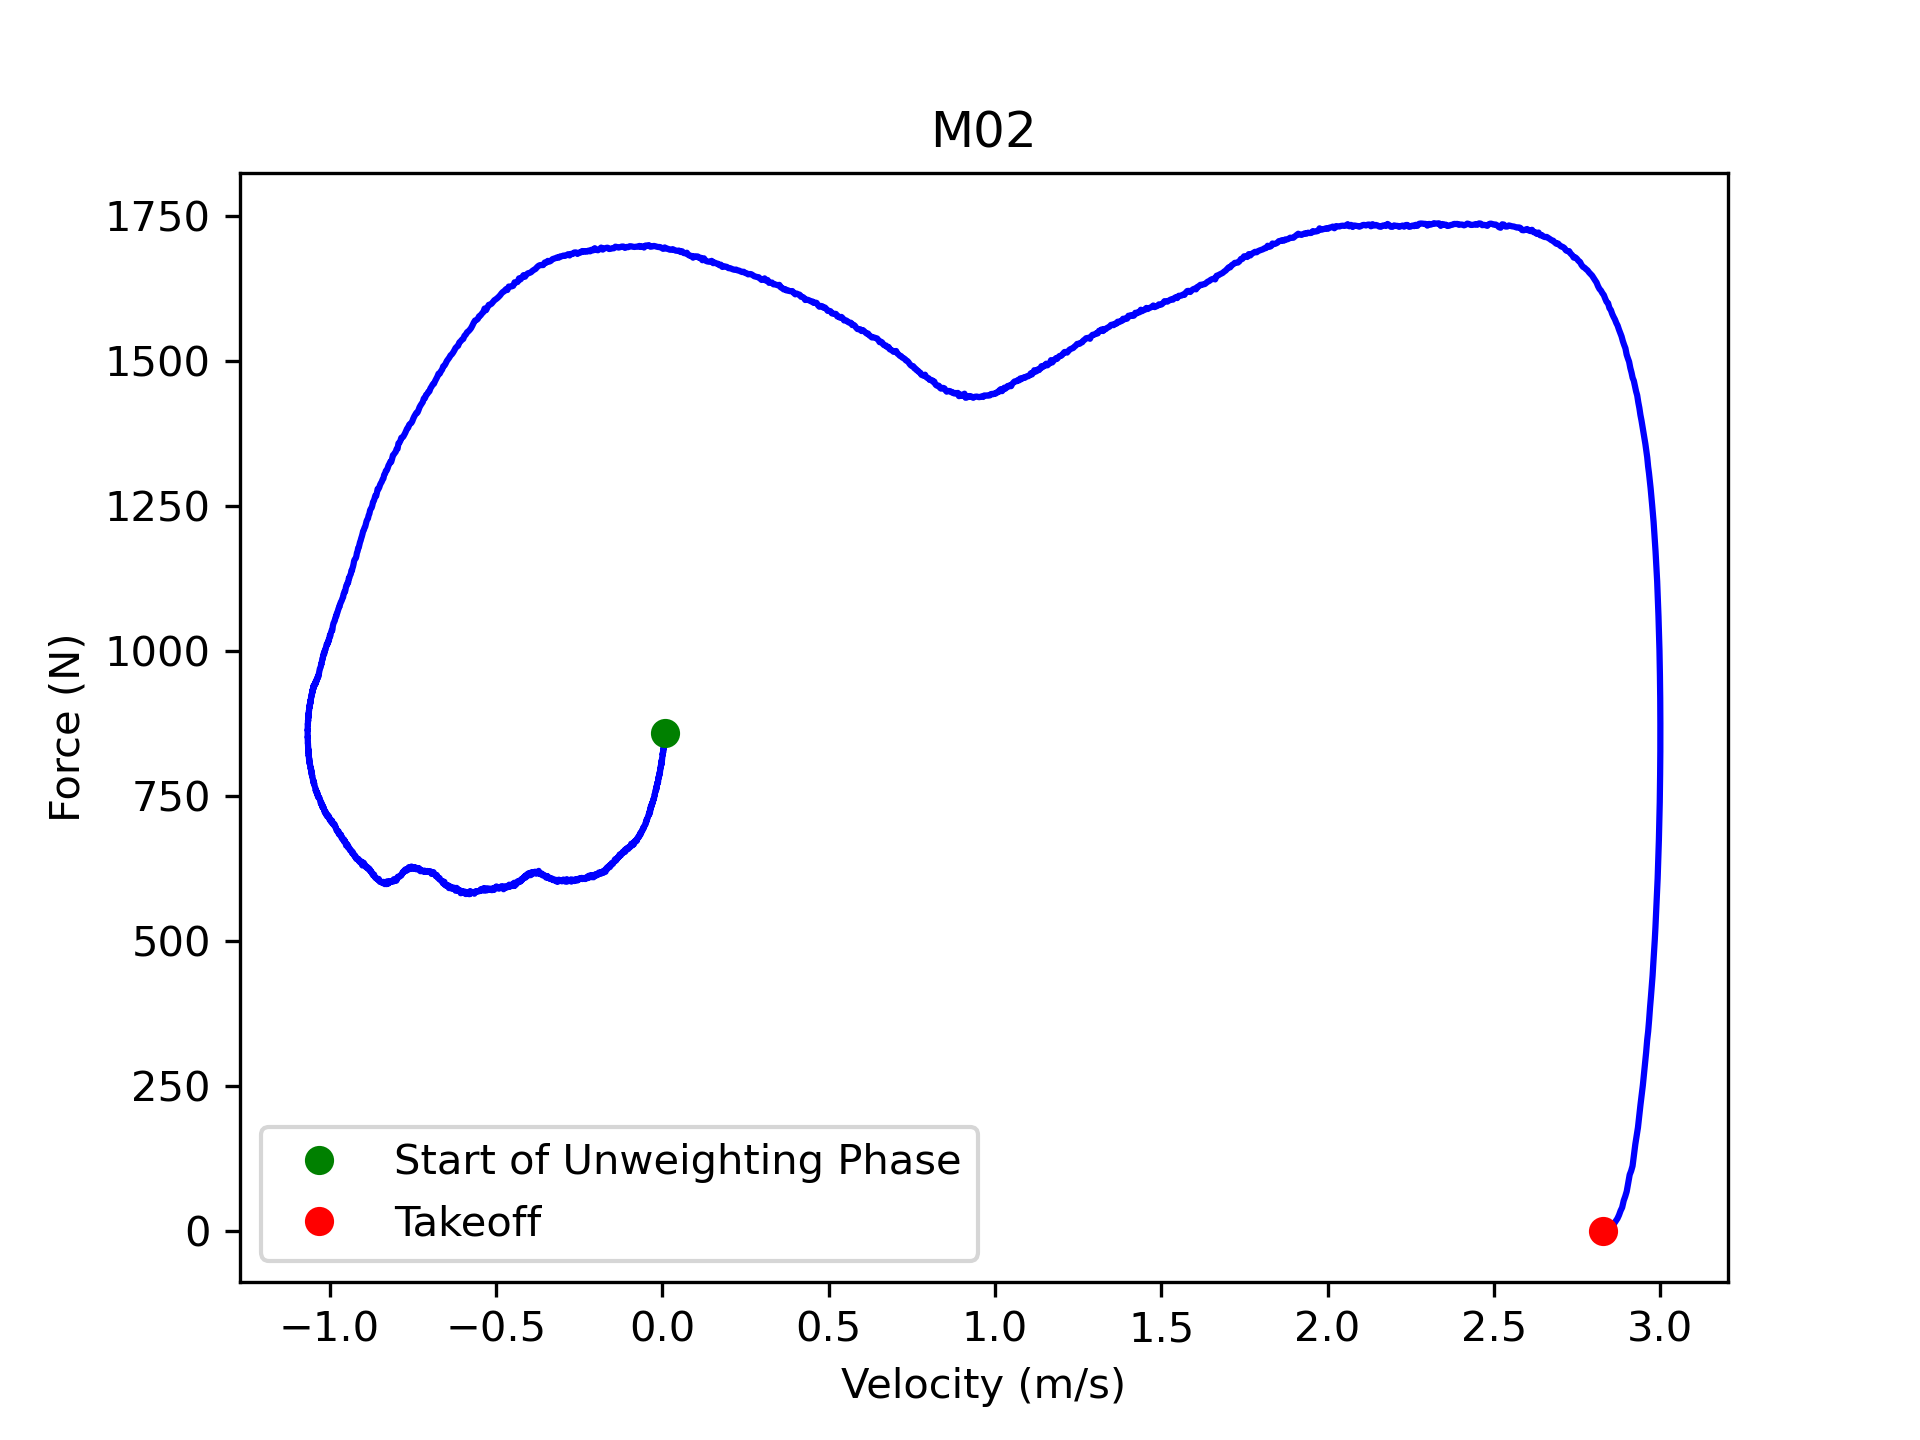 M02
1750
1500
1250
1000
750
500
250
0
Force (N)
Start of Unweighting Phase
Takeoff
−1.0 −0.5 0.0 0.5 1.0 1.5 2.0 2.5 3.0
Velocity (m/s)